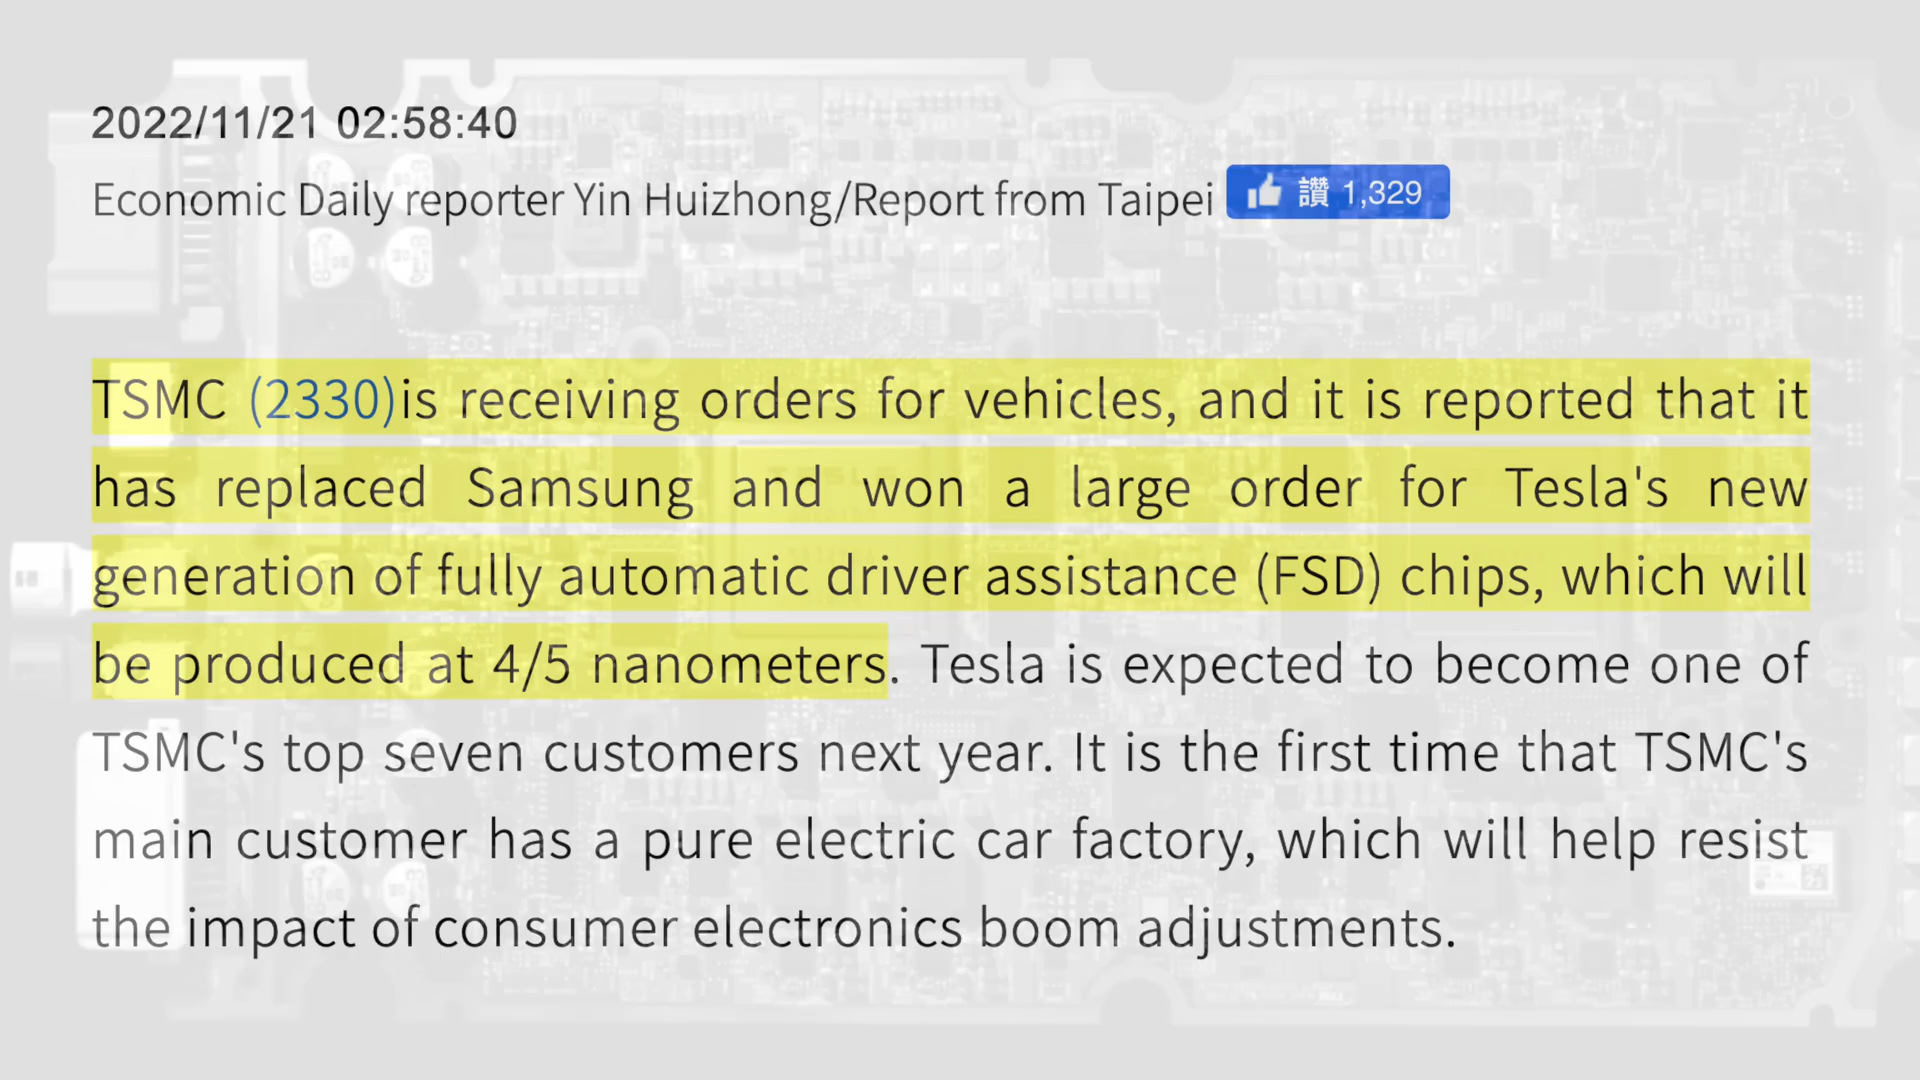 2022/11/21 02:58:40
Economic Daily reporter Yin Huizhong/Report from Taipei 讚 1,329
TSMC (2330)is receiving orders for vehicles, and it is reported that it
has replaced Samsung and won a large order for Tesla's new
generation of fully automatic driver assistance (FSD) chips, which will
be produced at 4/5 nanometers. Tesla is expected to become one of
TSMC's top seven customers next year. It is the first time that TSMC's
main customer has a pure electric car factory, which will help resist
the impact of consumer electronics boom adjustments.